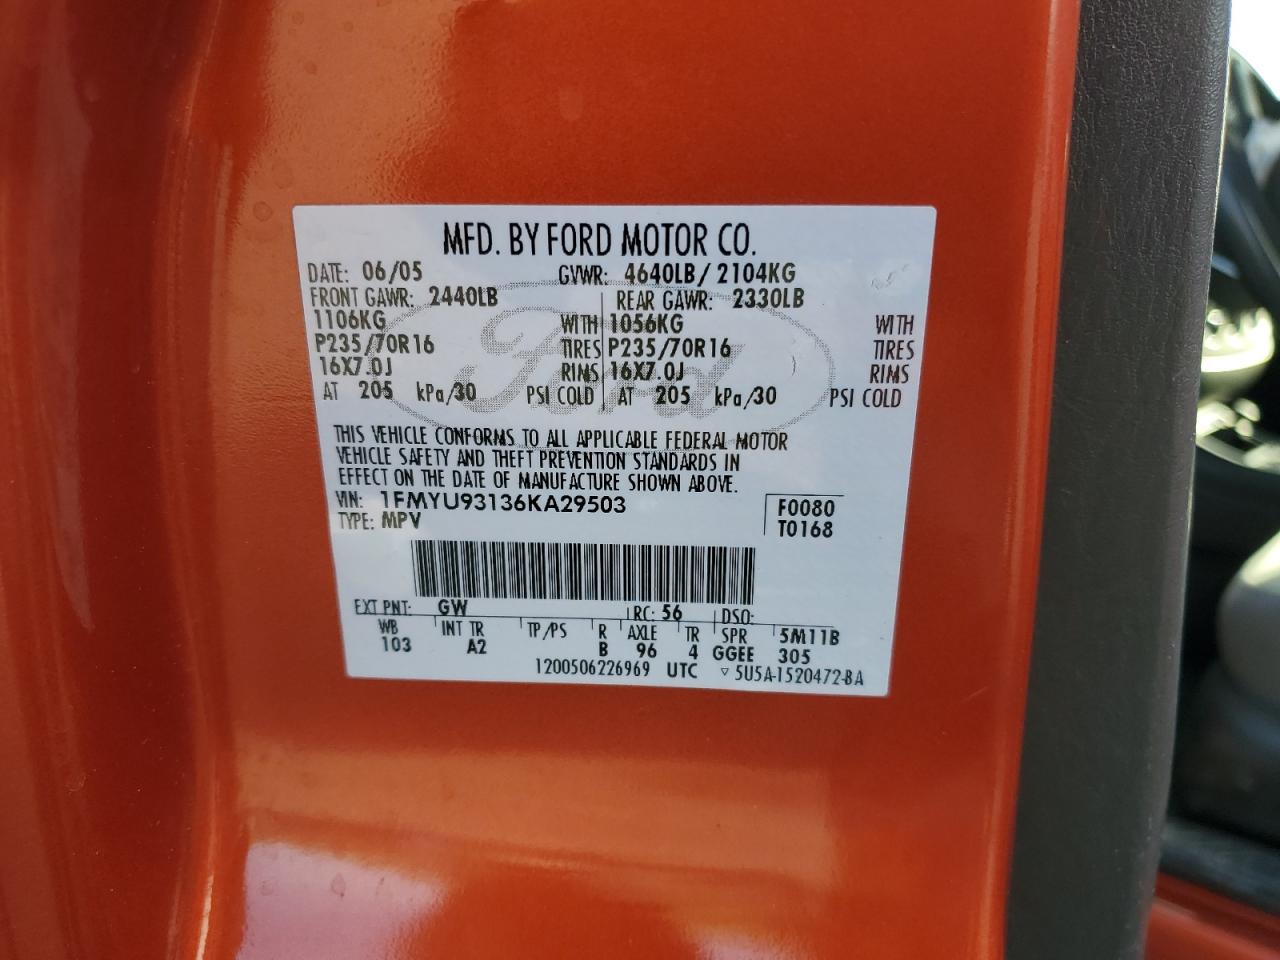 MFD. BY FORD MOTOR CO.
DATE: 06/05 GVWR: 4640LB/ 2104KG
FRONT GAWR: 2440LB REAR GAWR: 2330LB
1106KG WITH 1056KG WITH
P235/70R16 TIRES P235/70R16 TIRES
16X7.0J RIMS 16X7.0J RIMS
AT 205 kPa/30 PSI COLD AT 205 kPa/30 PSI COLD
Ford
THIS VEHICLE CONFORMS TO ALL APPLICABLE FEDERAL MOTOR
VEHICLE SAFETY AND THEFT PREVENTION STANDARDS IN
EFFECT ON THE DATE OF MANUFACTURE SHOWN ABOVE.
VIN: 1FMYU93136KA29503 F0080
TYPE: MPV T0168
EXT PNT: GW RC: 56 DSO:
WB INT TR TP/PS R AXLE TR SPR 5M11B
103 A2 B 96 4 GGEE 305
1200506226969 UTC ▽ 5U5A-1520472-BA